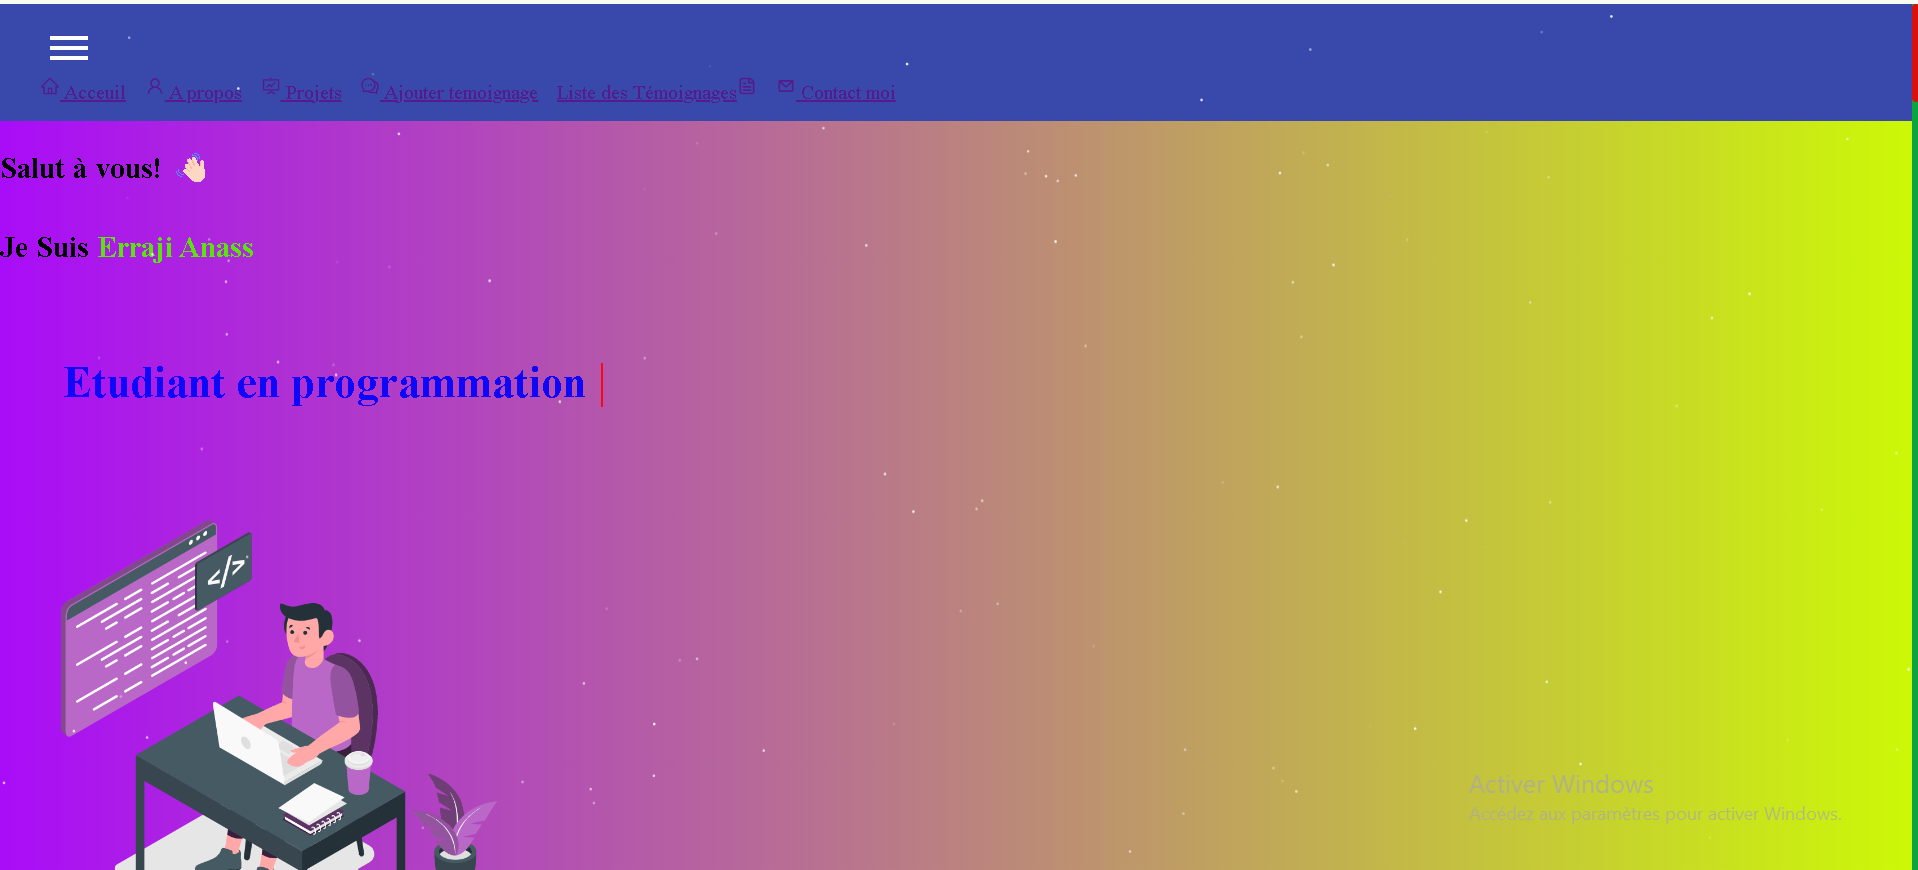 Acceuil A propos Projets Ajouter temoignage Liste des Témoignages Contact moi
Salut à vous!
Je Suis Erraji Anass
Etudiant en programmation
</>
Activer Windows
Accédez aux paramètres pour activer Windows.